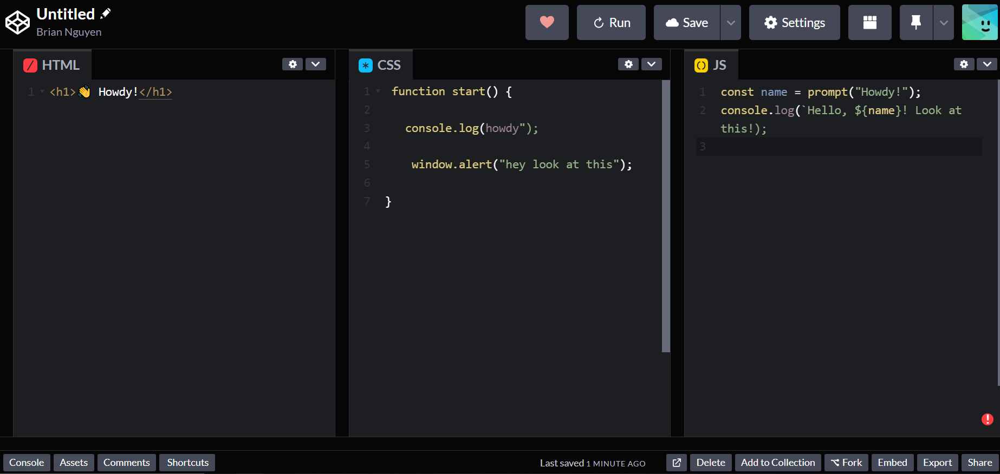 Untitled
Brian Nguyen
Run
Save
Settings
HTML
1 <h1>👋 Howdy!</h1>
CSS
1 function start() {
2
3 console.log(howdy");
4
5 window.alert("hey look at this");
6
7 }
JS
1 const name = prompt("Howdy!");
2 console.log(`Hello, ${name}! Look at
this!);
3
Console Assets Comments Shortcuts
Last saved 1 MINUTE AGO
Delete Add to Collection Fork Embed Export Share